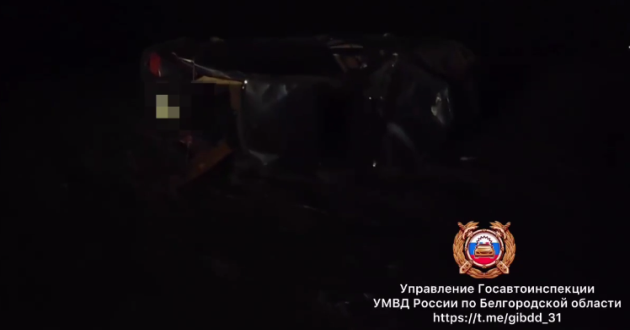 Управление Госавтоинспекции
УМВД России по Белгородской области
https://t.me/gibdd_31